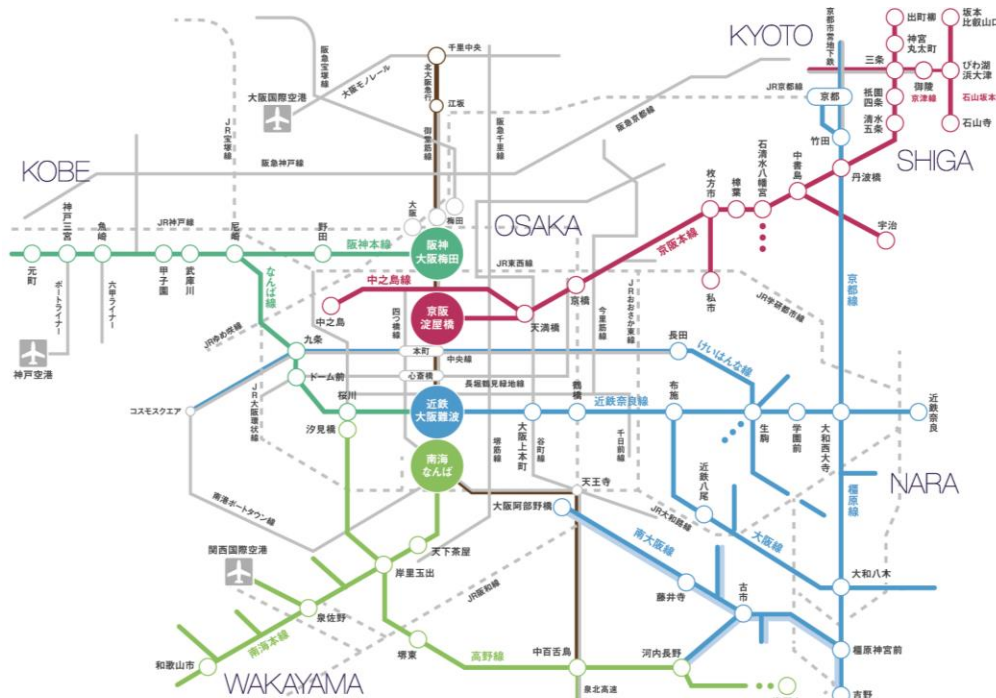 KYOTO
KOBE
OSAKA
SHIGA
NARA
WAKAYAMA
千里中央
北大阪急行
江坂
御堂筋線
阪急宝塚線
大阪モノレール
大阪国際空港
JR宝塚線
阪急神戸線
阪急千里線
阪急京都線
JR京都線
京都市営地下鉄
京都
竹田
出町柳
神宮
丸太町
三条
祇園
四条
清水
五条
御陵
京津線
坂本
比叡山口
びわ湖
浜大津
石山坂本
石山寺
丹波橋
中書島
宇治
石清水八幡宮
樟葉
枚方市
私市
京阪本線
京橋
天満橋
中之島線
中之島
京阪
淀屋橋
大阪
梅田
阪神
大阪梅田
阪神本線
野田
尼崎
武庫川
甲子園
魚崎
神戸三宮
元町
JR神戸線
ポートライナー
六甲ライナー
神戸空港
なんば線
JRゆめ咲線
JR東西線
JRおおさか東線
今里筋線
JR学研都市線
四つ橋線
九条
本町
中央線
心斎橋
長堀鶴見緑地線
ドーム前
JR大阪環状線
コスモスクエア
桜川
汐見橋
近鉄
大阪難波
南海
なんば
堺筋線
谷町線
千日前線
大阪上本町
鶴橋
近鉄奈良線
布施
長田
けいはんな線
生駒
学園前
大和西大寺
近鉄奈良
京都線
橿原線
近鉄八尾
大阪線
大和八木
天王寺
大阪阿部野橋
JR大和路線
南大阪線
藤井寺
古市
橿原神宮前
吉野
南港ポートタウン線
関西国際空港
天下茶屋
岸里玉出
泉佐野
南海本線
和歌山市
JR阪和線
堺東
高野線
中百舌鳥
泉北高速
河内長野